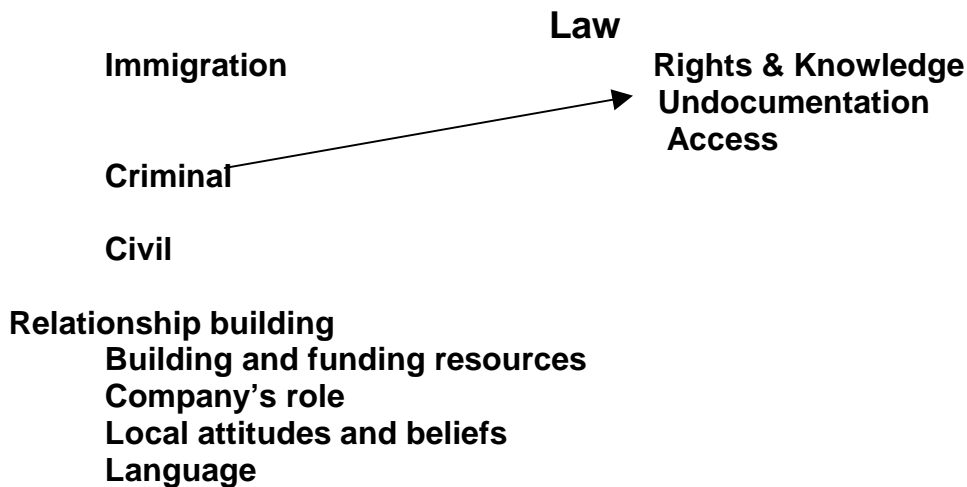 Law
Immigration Rights & Knowledge
Undocumentation
Access
Criminal
Civil
Relationship building
Building and funding resources
Company’s role
Local attitudes and beliefs
Language